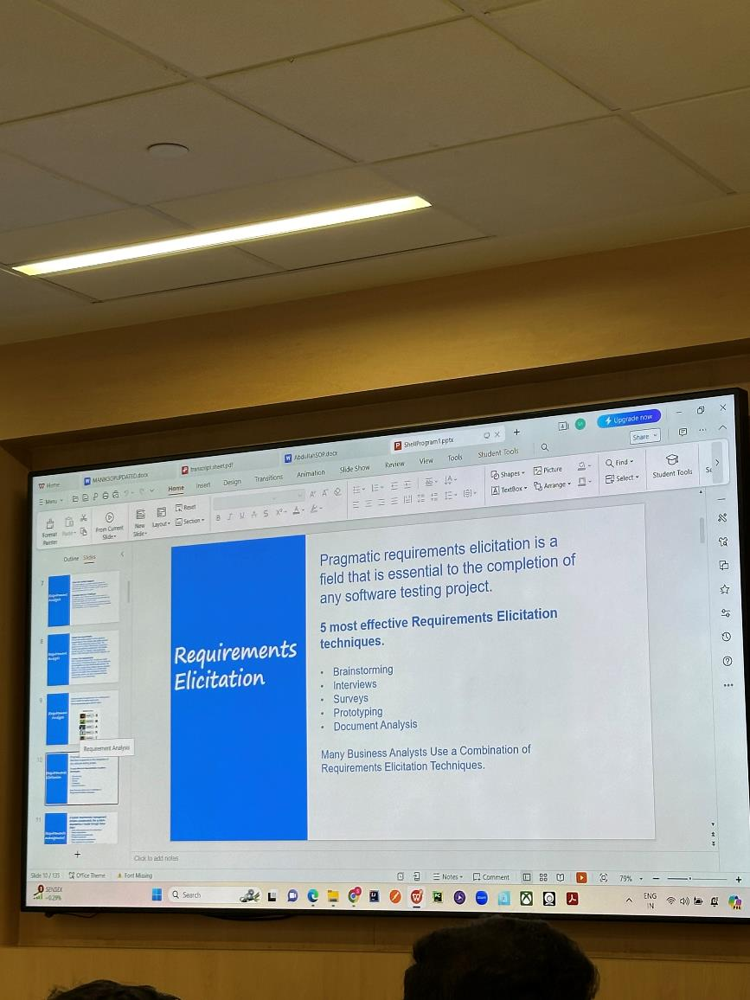 Upgrade now
Home
MANIKSOPUPDATED.docx
transcript.sheet.pdf
AbdullahSOP.docx
ShellProgram1.pptx
Share
Menu
Home
Insert
Design
Transitions
Animation
Slide Show
Review
View
Tools
Student Tools
Format
Painter
Paste
From Current
Slide
New
Slide
Layout
Reset
Section
Shapes
Picture
TextBox
Arrange
Find
Select
Student Tools
Outline
Slides
7
8
9
Requirement Analysis
10
11
Requirements
Elicitation
Pragmatic requirements elicitation is a
field that is essential to the completion of
any software testing project.
5 most effective Requirements Elicitation
techniques.
• Brainstorming
• Interviews
• Surveys
• Prototyping
• Document Analysis
Many Business Analysts Use a Combination of
Requirements Elicitation Techniques.
Click to add notes
Slide 10 / 135
Office Theme
Font Missing
Notes
Comment
79%
SENSEX
-0.29%
Search
ENG
IN